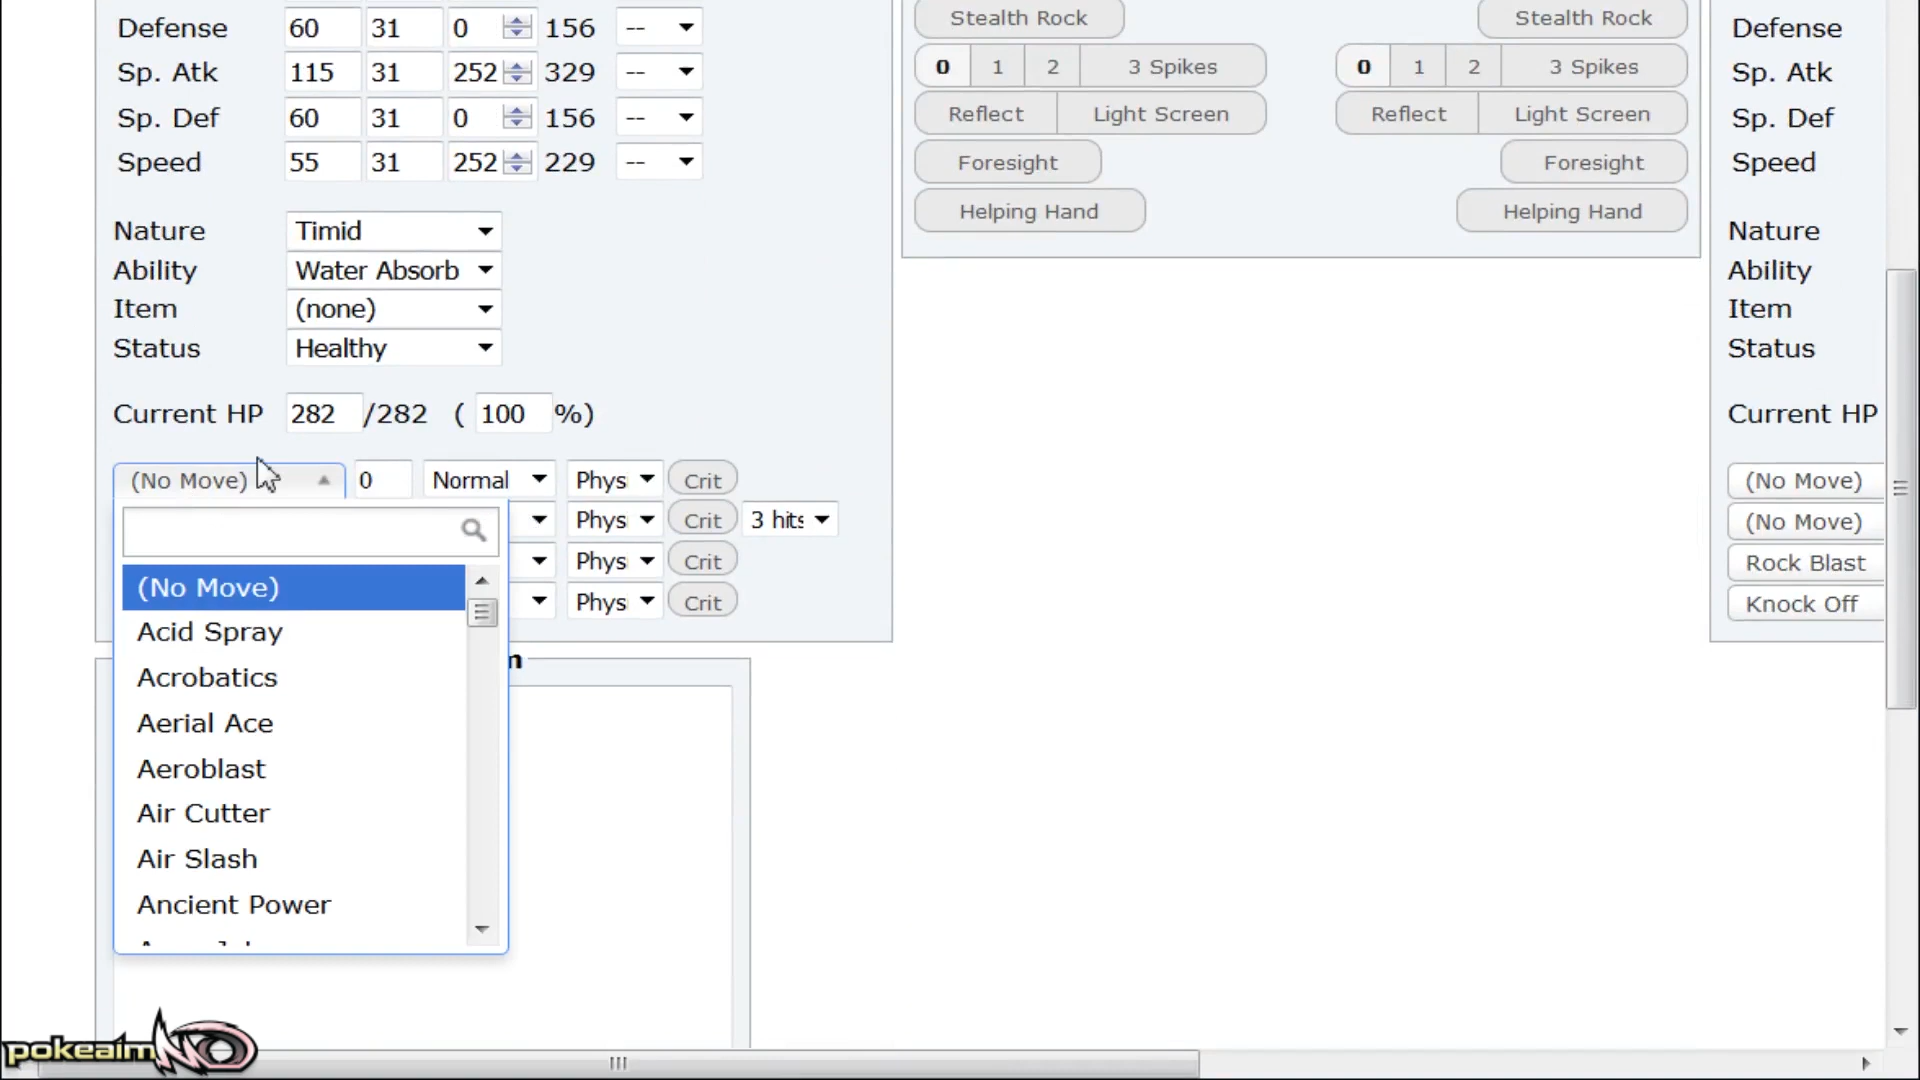 Defense 60 31 0 156 --
Sp. Atk 115 31 252 329 --
Sp. Def 60 31 0 156 --
Speed 55 31 252 229 --
Nature Timid
Ability Water Absorb
Item (none)
Status Healthy
Current HP 282 /282 ( 100 %)
(No Move) 0 Normal Phys Crit
Phys Crit 3 hits
Phys Crit
Phys Crit
(No Move)
Acid Spray
Acrobatics
Aerial Ace
Aeroblast
Air Cutter
Air Slash
Ancient Power
Stealth Rock Stealth Rock
0 1 2 3 Spikes 0 1 2 3 Spikes
Reflect Light Screen Reflect Light Screen
Foresight Foresight
Helping Hand Helping Hand
Defense
Sp. Atk
Sp. Def
Speed
Nature
Ability
Item
Status
Current HP
(No Move)
(No Move)
Rock Blast
Knock Off
pokeaimMD